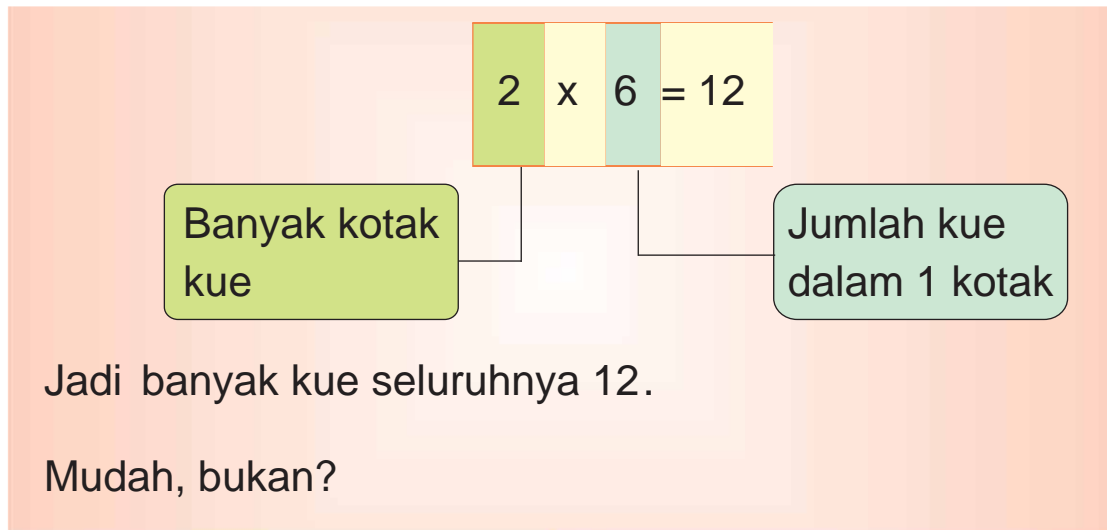 2 x 6 = 12
Banyak kotak
kue
Jumlah kue
dalam 1 kotak
Jadi banyak kue seluruhnya 12.
Mudah, bukan?